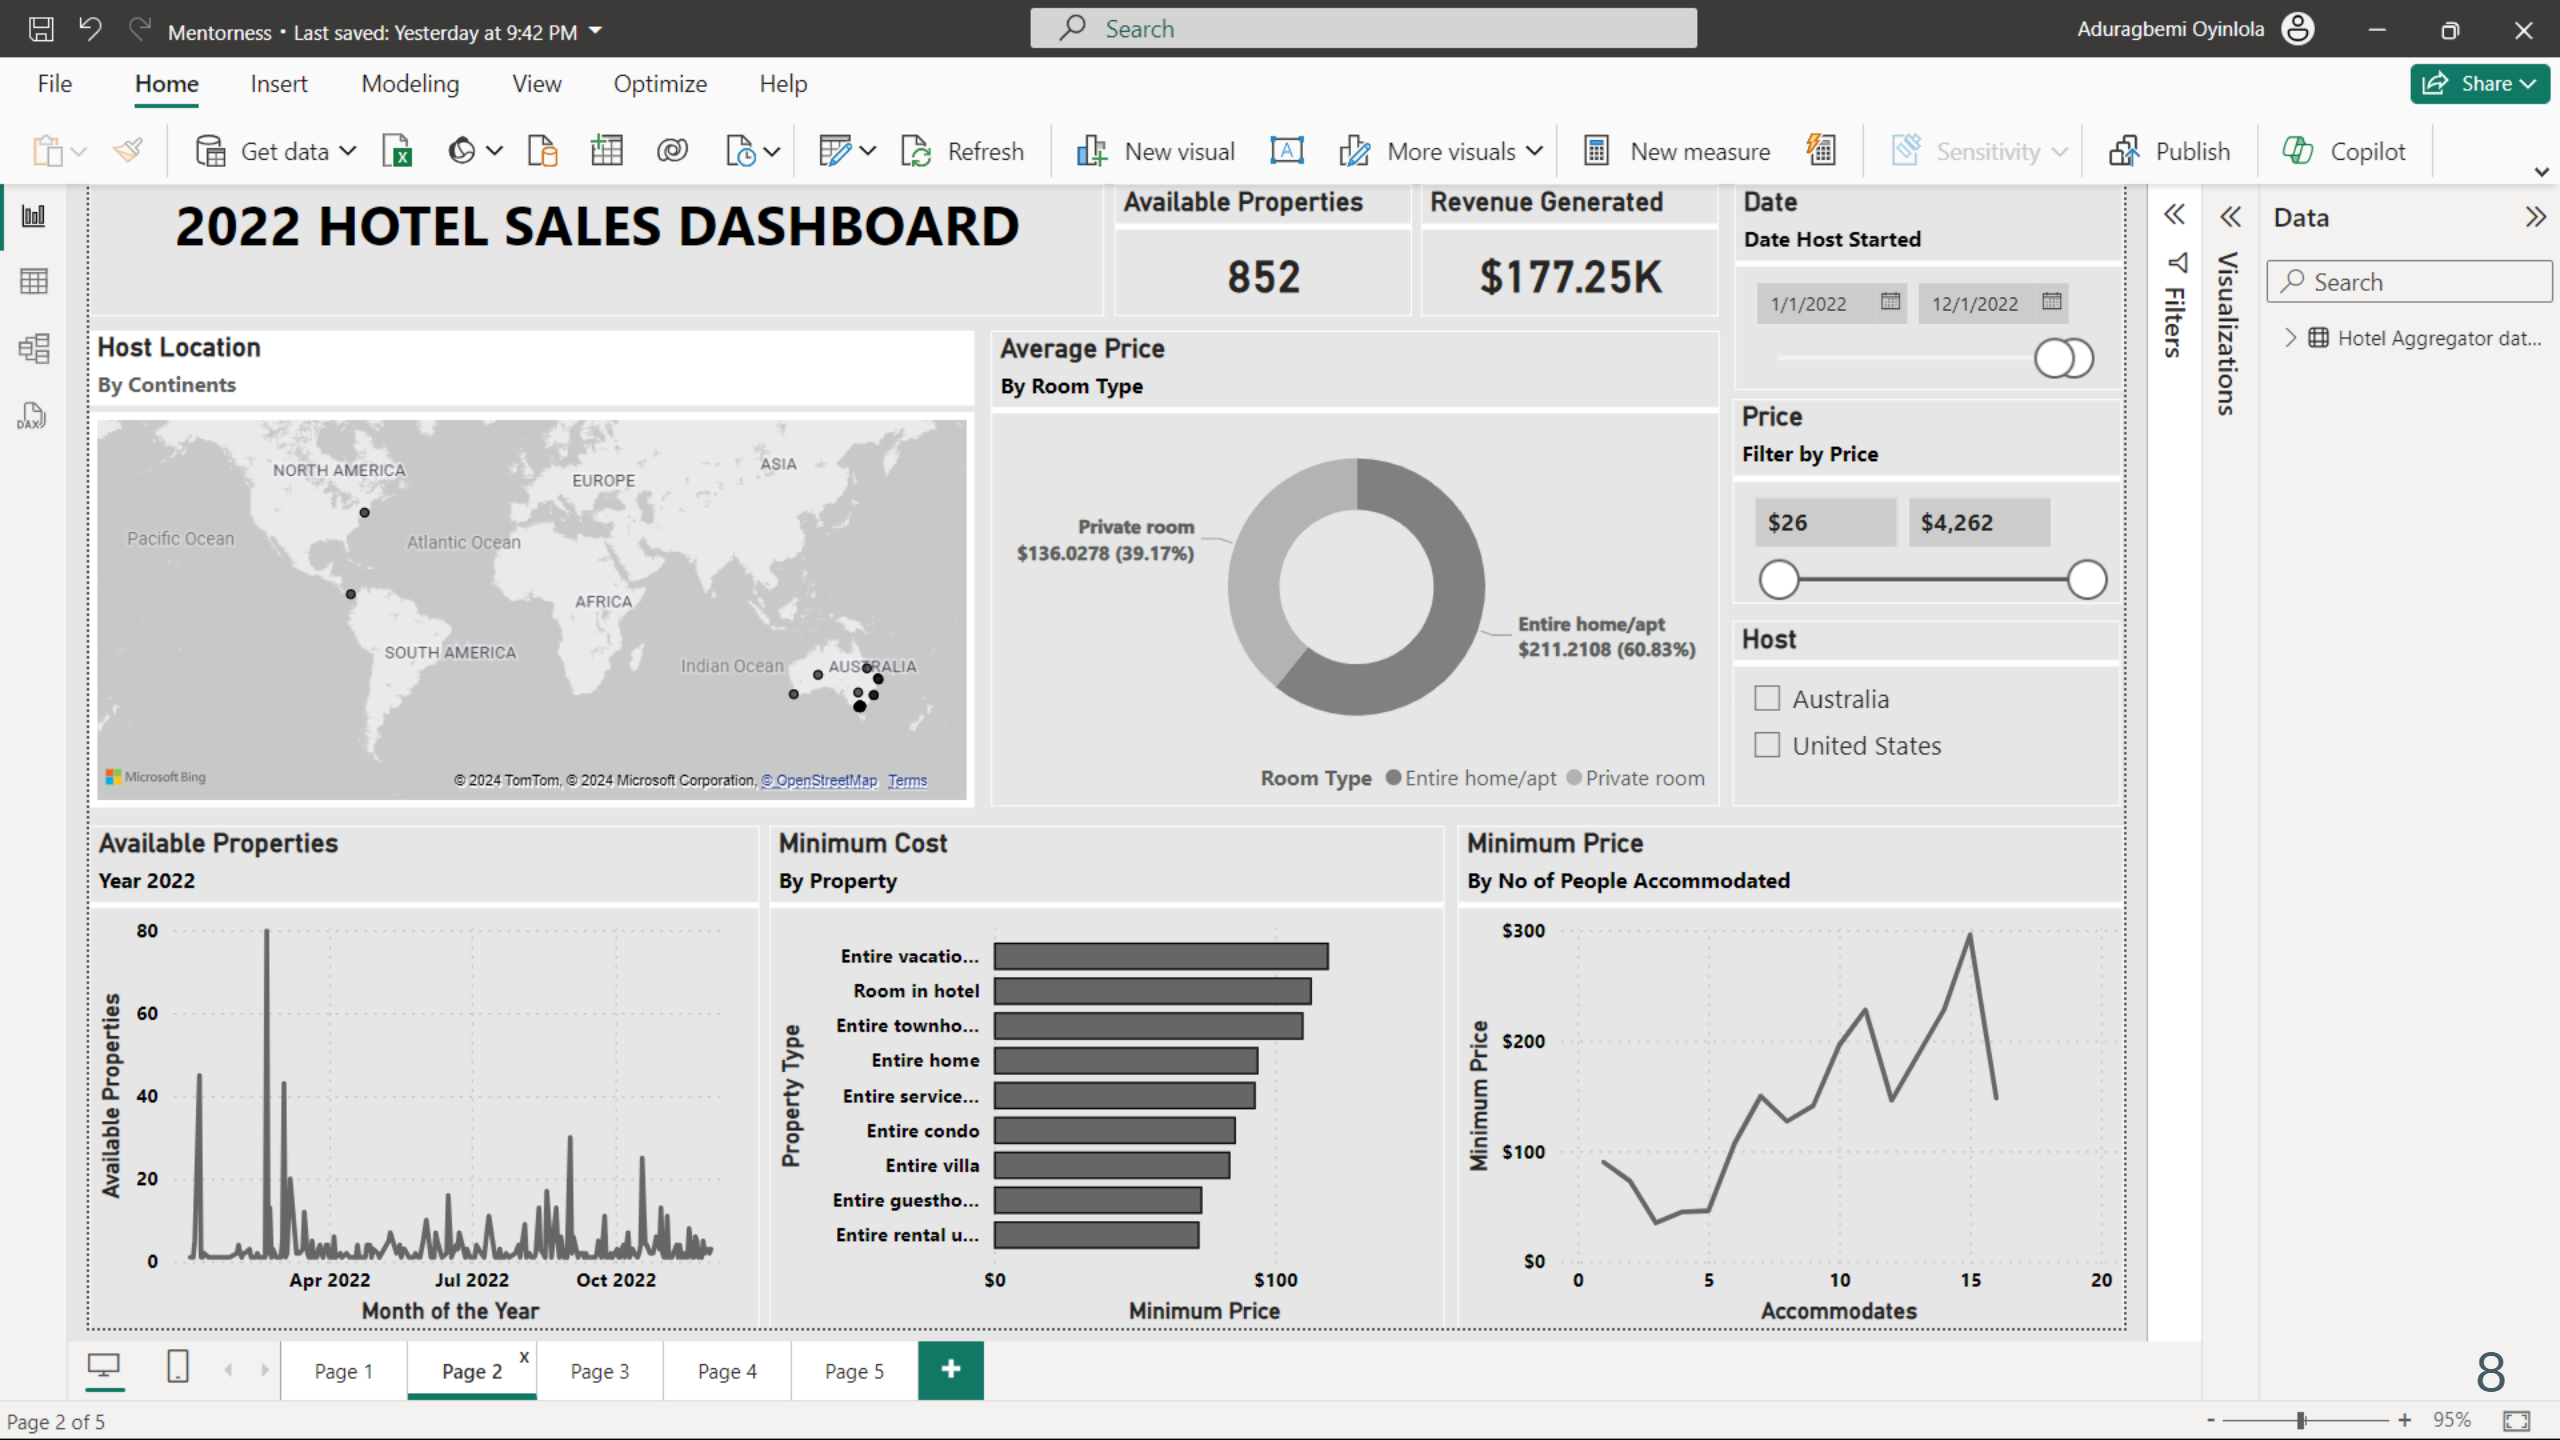 Mentorness • Last saved: Yesterday at 9:42 PM
Search
Aduragbemi Oyinlola
File Home Insert Modeling View Optimize Help
Share
Get data
Refresh
New visual
More visuals
New measure
Sensitivity
Publish
Copilot
DAX
2022 HOTEL SALES DASHBOARD
Available Properties
852
Revenue Generated
$177.25K
Date
Date Host Started
1/1/2022
12/1/2022
Filters
Visualizations
Data
Search
Hotel Aggregator dat...
Host Location
By Continents
NORTH AMERICA
EUROPE
ASIA
Pacific Ocean
Atlantic Ocean
AFRICA
SOUTH AMERICA
Indian Ocean
AUSTRALIA
Microsoft Bing
© 2024 TomTom, © 2024 Microsoft Corporation, © OpenStreetMap Terms
Average Price
By Room Type
Private room
$136.0278 (39.17%)
Entire home/apt
$211.2108 (60.83%)
Room Type Entire home/apt Private room
Price
Filter by Price
$26
$4,262
Host
Australia
United States
Available Properties
Year 2022
Available Properties
80
60
40
20
0
Apr 2022 Jul 2022 Oct 2022
Month of the Year
Minimum Cost
By Property
Property Type
Entire vacatio...
Room in hotel
Entire townho...
Entire home
Entire service...
Entire condo
Entire villa
Entire guestho...
Entire rental u...
$0 $100
Minimum Price
Minimum Price
By No of People Accommodated
Minimum Price
$300
$200
$100
$0
0 5 10 15 20
Accommodates
Page 1
Page 2
x
Page 3
Page 4
Page 5
+
8
Page 2 of 5
- + 95%